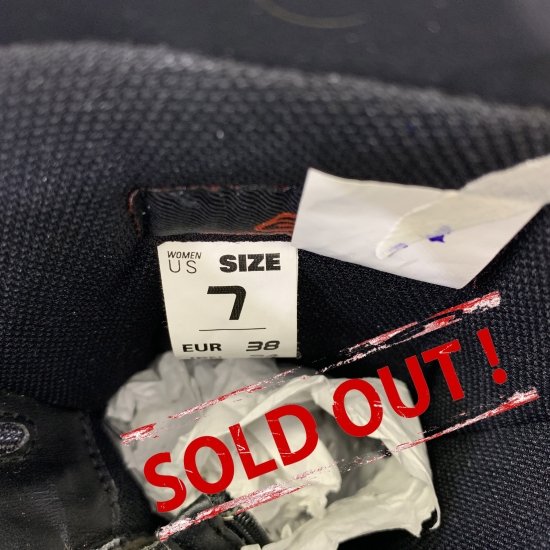 WOMEN
US SIZE
7
EUR 38
SOLD OUT !